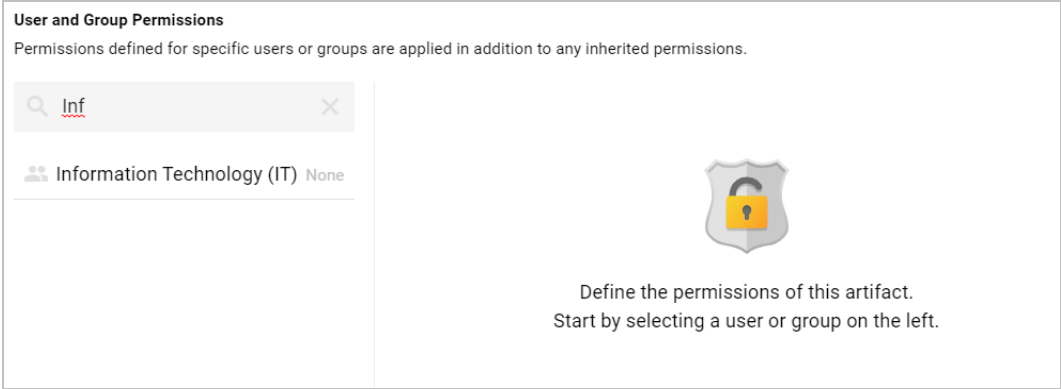 User and Group Permissions
Permissions defined for specific users or groups are applied in addition to any inherited permissions.
Inf
Information Technology (IT) None
Define the permissions of this artifact.
Start by selecting a user or group on the left.